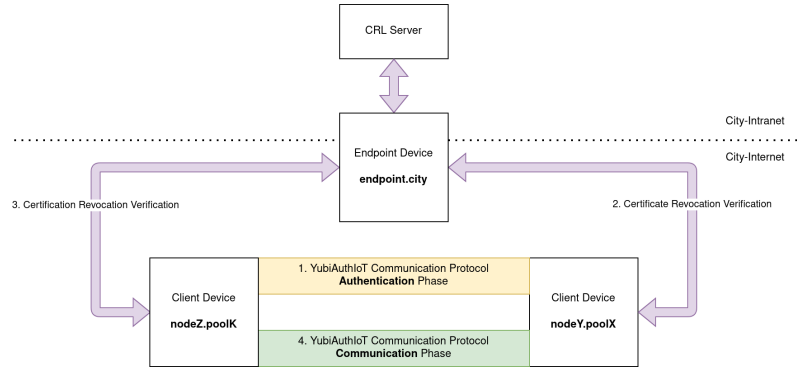 CRL Server
City-Intranet
Endpoint Device
endpoint.city
City-Internet
3. Certification Revocation Verification
2. Certificate Revocation Verification
1. YubiAuthIoT Communication Protocol
Authentication Phase
Client Device
nodeZ.poolK
Client Device
nodeY.poolX
4. YubiAuthIoT Communication Protocol
Communication Phase